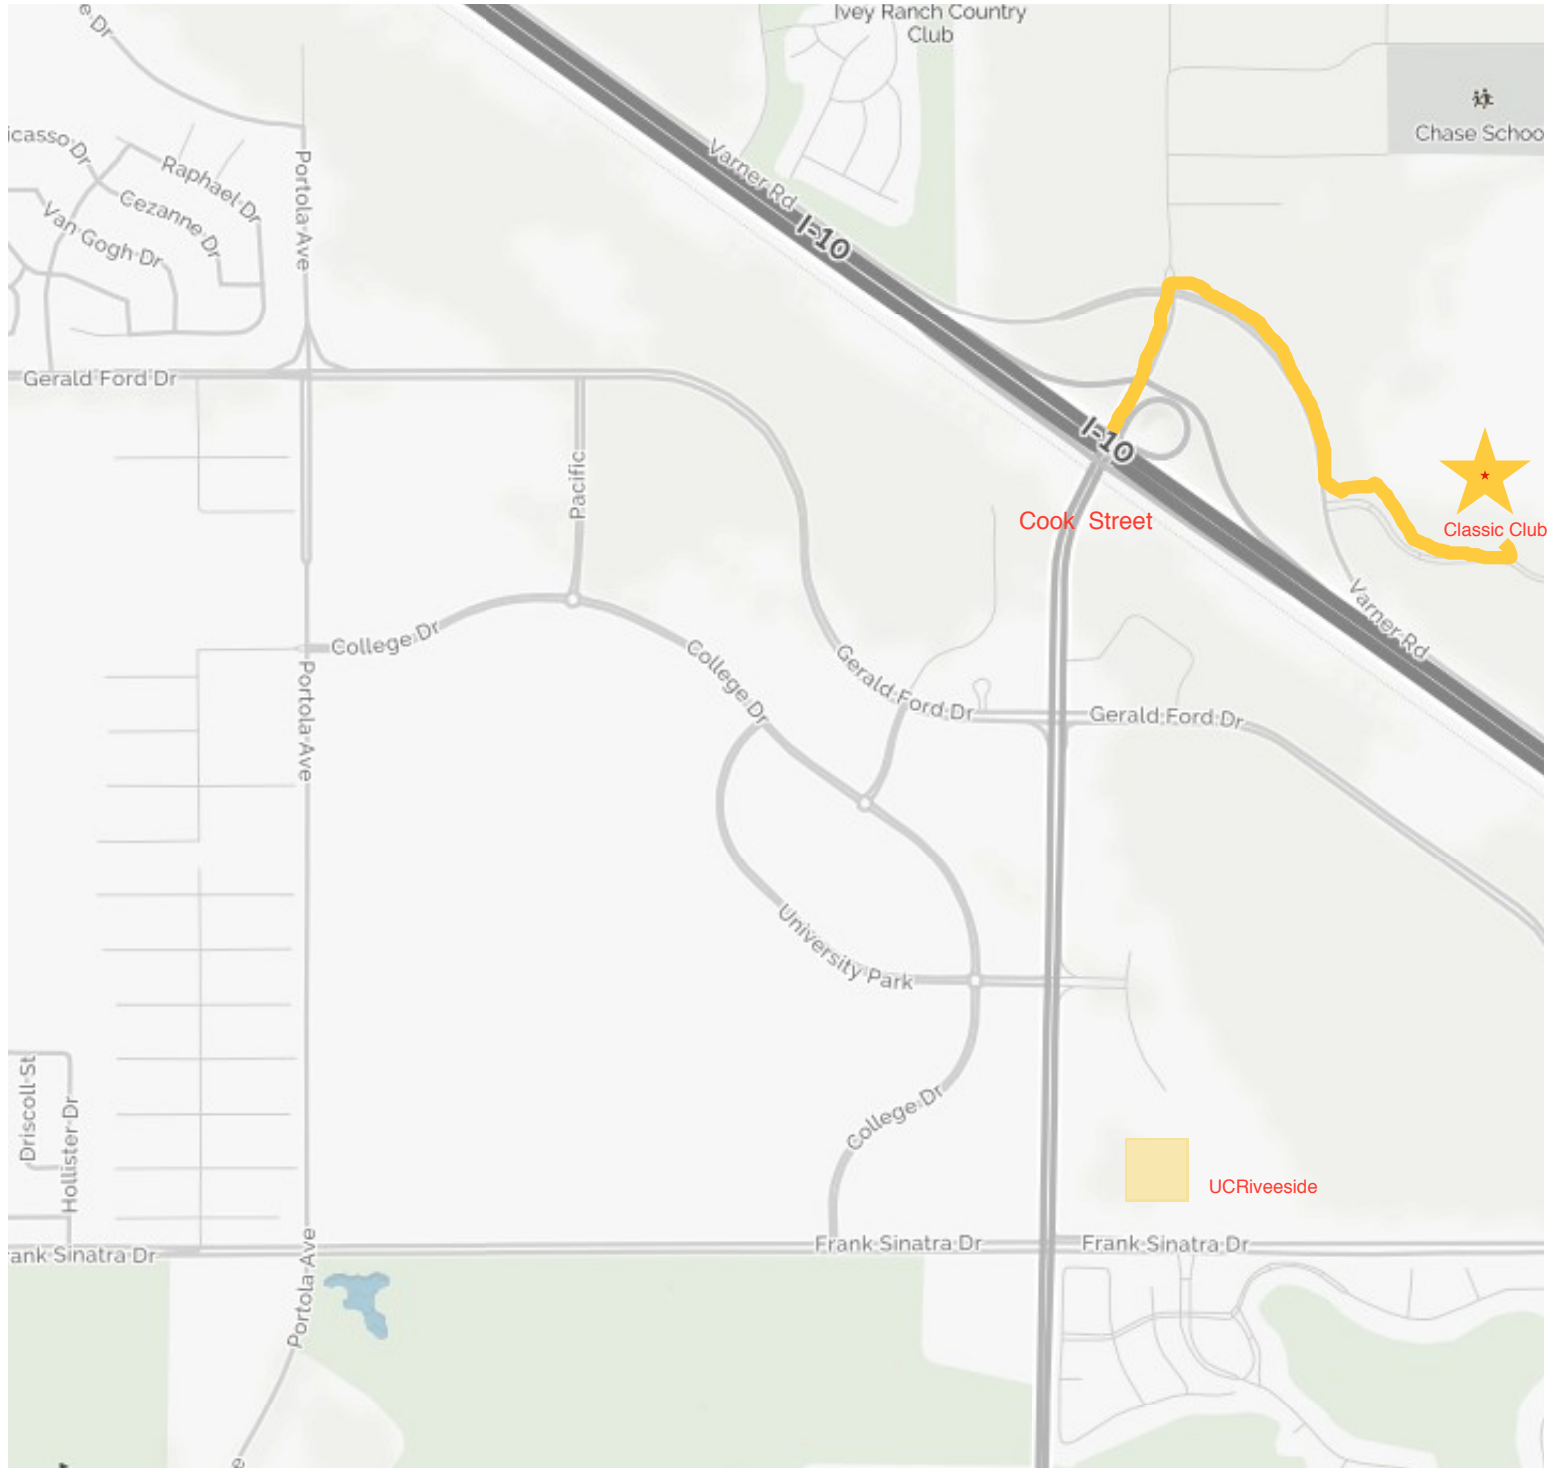 e Dr
Ivey Ranch Country
Club
Chase Schoo
icasso Dr
Raphael Dr
Cezanne Dr
Van Gogh Dr
Portola Ave
Varner Rd
I-10
Gerald Ford Dr
I-10
Pacific
Cook Street
Classic Club
Varner Rd
College Dr
College Dr
Portola Ave
Gerald Ford Dr
Gerald Ford Dr
University Park
Driscoll St
Hollister Dr
College Dr
UCRiveeside
rank Sinatra Dr
Portola Ave
Frank Sinatra Dr
Frank Sinatra Dr
e